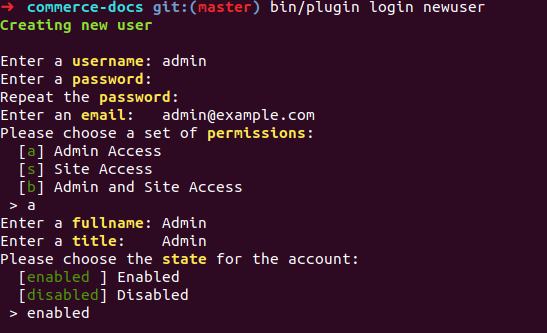 ➜ commerce-docs git:(master) bin/plugin login newuser
Creating new user
Enter a username: admin
Enter a password:
Repeat the password:
Enter an email: admin@example.com
Please choose a set of permissions:
[a] Admin Access
[s] Site Access
[b] Admin and Site Access
> a
Enter a fullname: Admin
Enter a title: Admin
Please choose the state for the account:
[enabled ] Enabled
[disabled] Disabled
> enabled